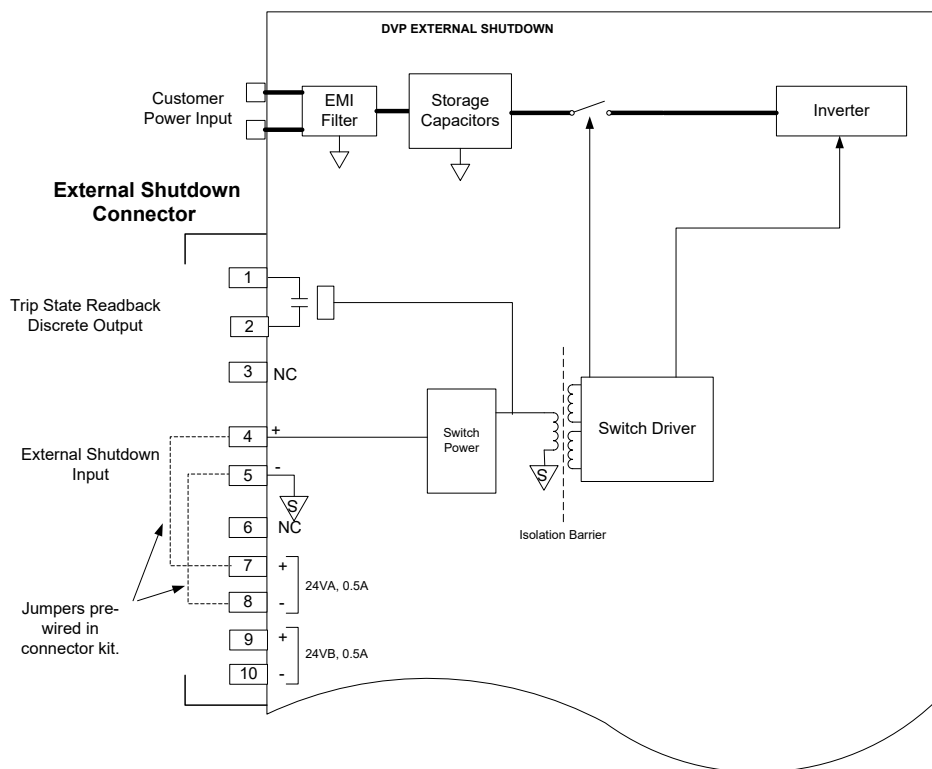 DVP EXTERNAL SHUTDOWN
Customer
Power Input
EMI
Filter
Storage
Capacitors
Inverter
External Shutdown
Connector
1
Trip State Readback
Discrete Output
2
3
NC
4
+
External Shutdown
Input
5
-
S
6
NC
7
+
24VA, 0.5A
8
-
Jumpers pre-
wired in
connector kit.
9
+
24VB, 0.5A
10
-
Switch
Power
S
Switch Driver
Isolation Barrier